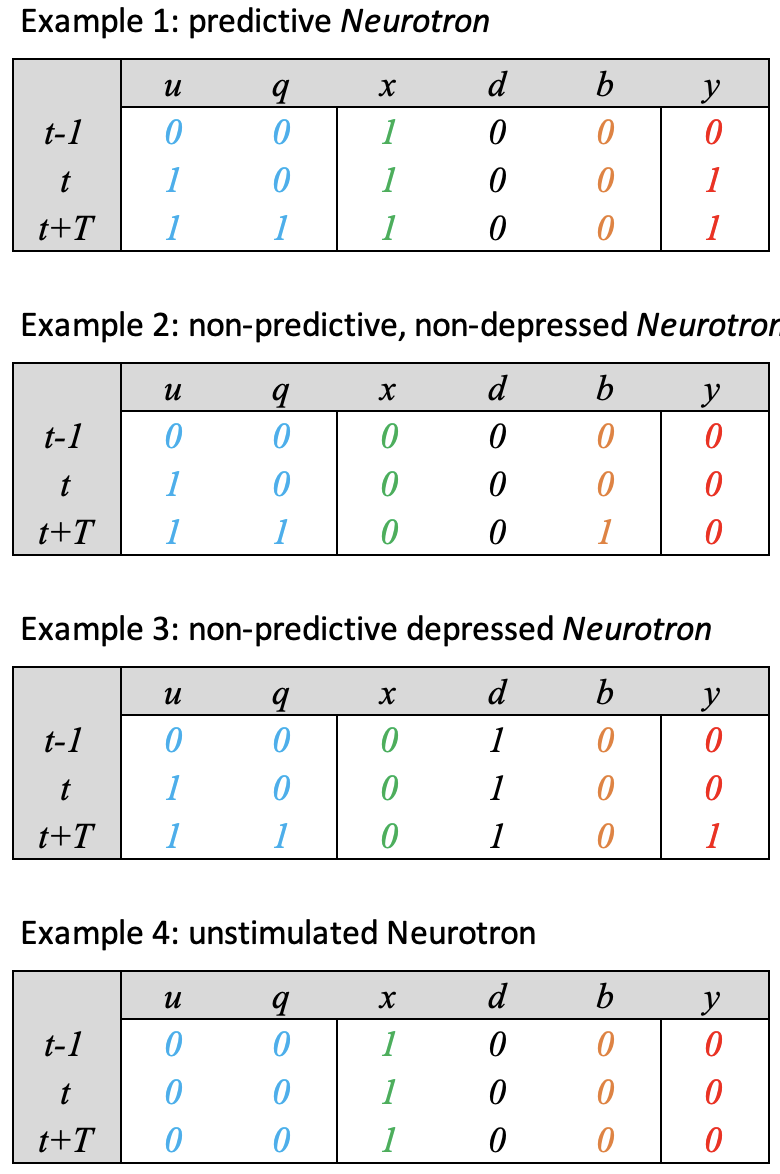 Example 1: predictive Neurotron
u q x d b y
t-1 0 0 1 0 0 0
t 1 0 1 0 0 1
t+T 1 1 1 0 0 1
Example 2: non-predictive, non-depressed Neurotron
u q x d b y
t-1 0 0 0 0 0 0
t 1 0 0 0 0 0
t+T 1 1 0 0 1 0
Example 3: non-predictive depressed Neurotron
u q x d b y
t-1 0 0 0 1 0 0
t 1 0 0 1 0 0
t+T 1 1 0 1 0 1
Example 4: unstimulated Neurotron
u q x d b y
t-1 0 0 1 0 0 0
t 0 0 1 0 0 0
t+T 0 0 1 0 0 0